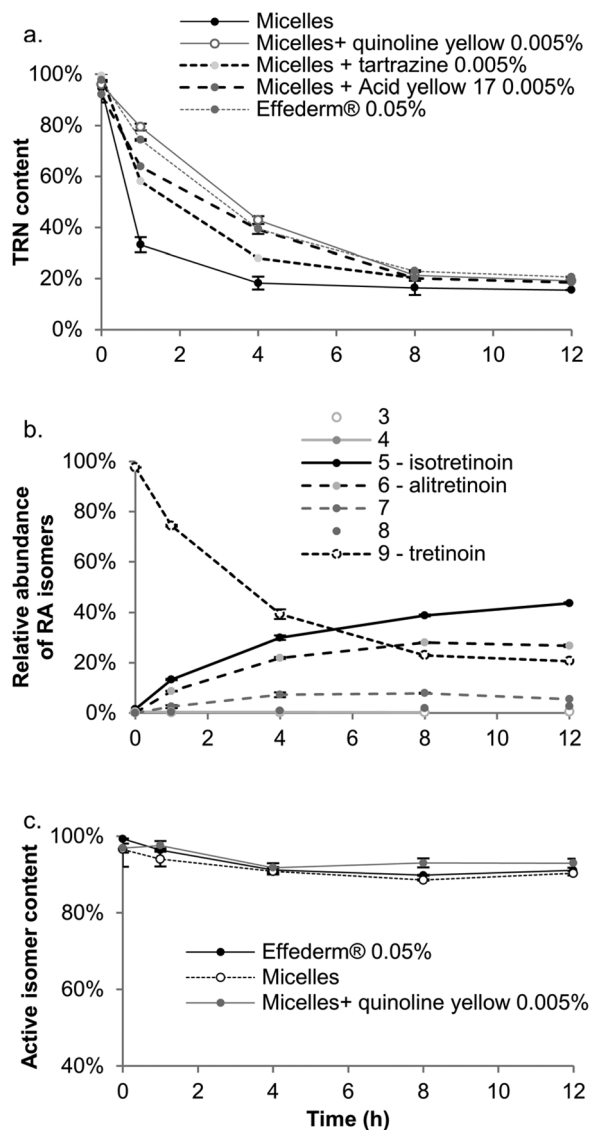 a.
Micelles
Micelles+ quinoline yellow 0.005%
Micelles + tartrazine 0.005%
Micelles + Acid yellow 17 0.005%
Effederm® 0.05%
TRN content
100%
80%
60%
40%
20%
0%
0 2 4 6 8 10 12
b.
3
4
5 - isotretinoin
6 - alitretinoin
7
8
9 - tretinoin
Relative abundance
of RA isomers
100%
80%
60%
40%
20%
0%
0 2 4 6 8 10 12
c.
Active isomer content
100%
80%
60%
40%
Effederm® 0.05%
Micelles
Micelles+ quinoline yellow 0.005%
0 2 4 6 8 10 12
Time (h)